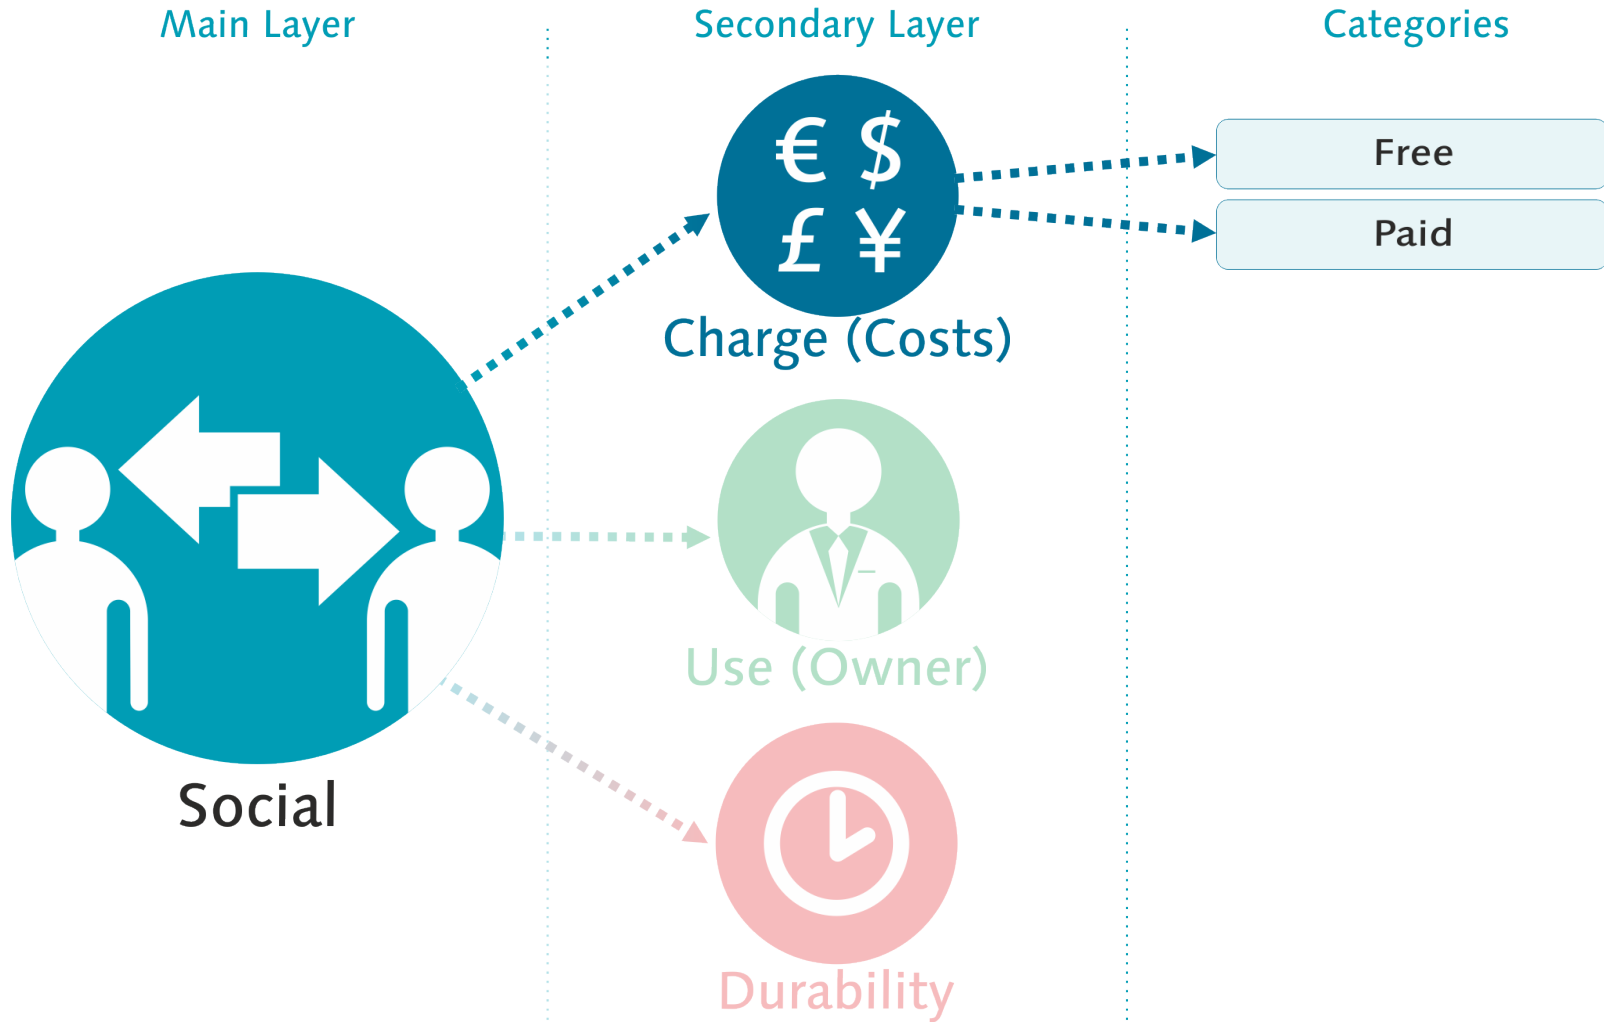 Main Layer
Secondary Layer
Categories
€ $
£ ¥
Free
Paid
Charge (Costs)
Use (Owner)
Social
Durability